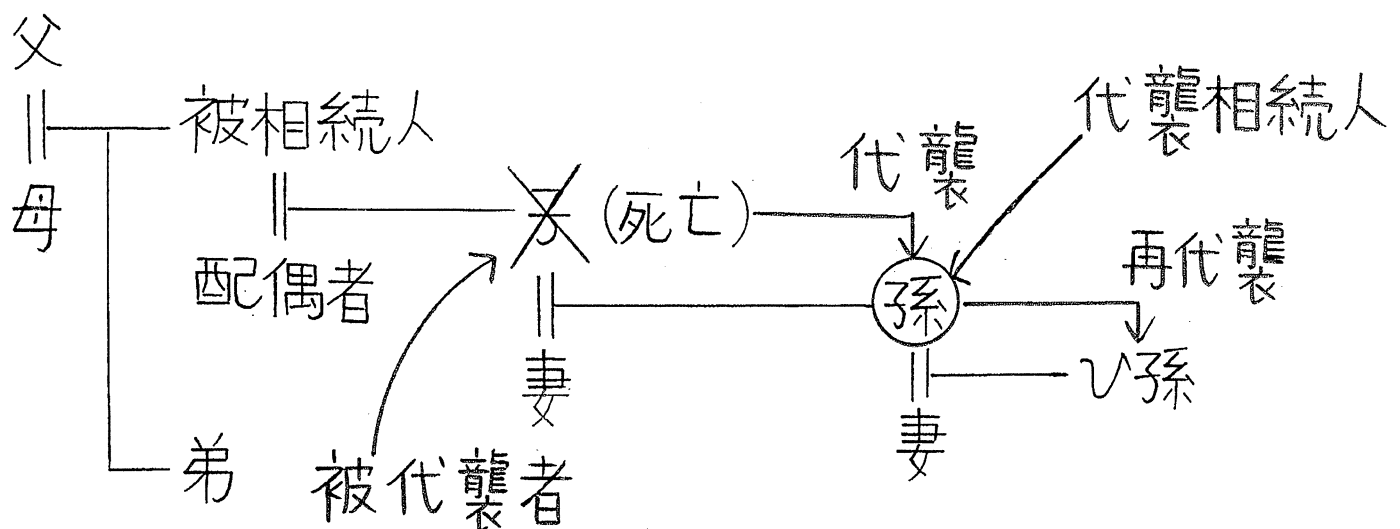 父
母
被相続人
配偶者
弟
子 (死亡)
妻
被代襲者
代襲
孫
妻
代襲相続人
再代襲
ひ孫